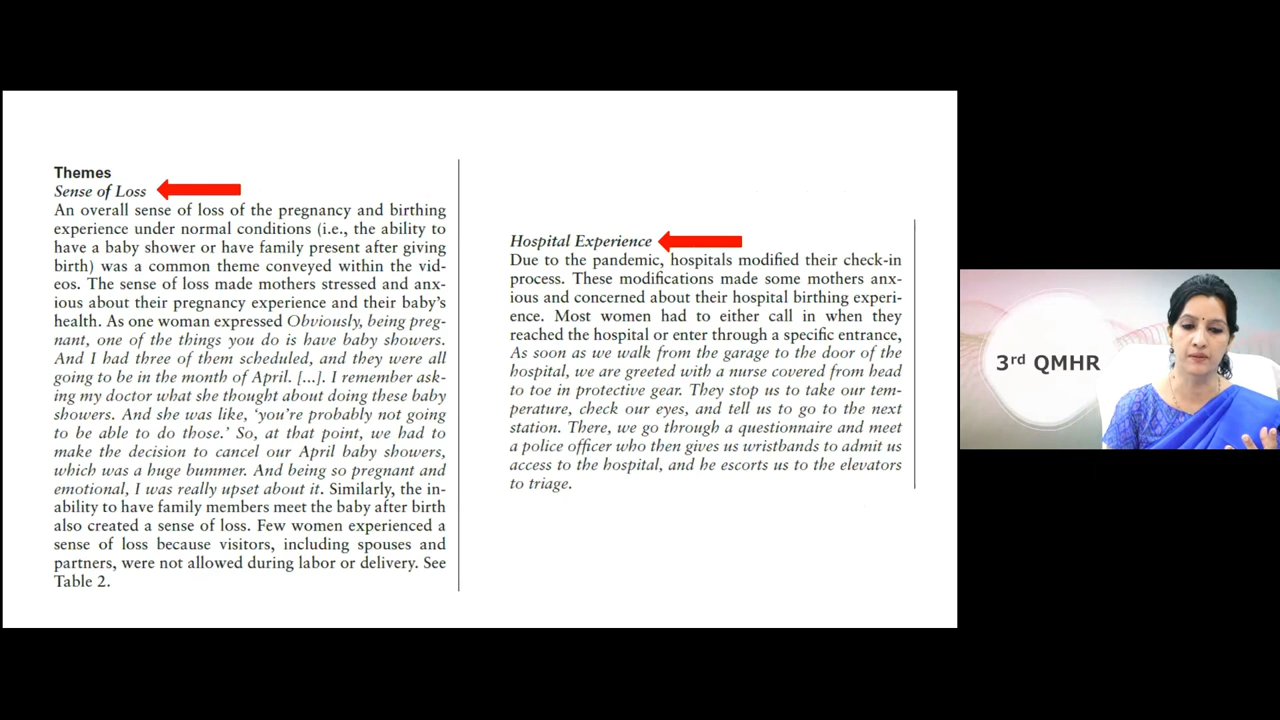 Themes
Sense of Loss
An overall sense of loss of the pregnancy and birthing
experience under normal conditions (i.e., the ability to
have a baby shower or have family present after giving
birth) was a common theme conveyed within the vid-
eos. The sense of loss made mothers stressed and anx-
ious about their pregnancy experience and their baby's
health. As one woman expressed Obviously, being preg-
nant, one of the things you do is have baby showers.
And I had three of them scheduled, and they were all
going to be in the month of April. [...]. I remember ask-
ing my doctor what she thought about doing these baby
showers. And she was like, 'you're probably not going
to be able to do those.' So, at that point, we had to
make the decision to cancel our April baby showers,
which was a huge bummer. And being so pregnant and
emotional, I was really upset about it. Similarly, the in-
ability to have family members meet the baby after birth
also created a sense of loss. Few women experienced a
sense of loss because visitors, including spouses and
partners, were not allowed during labor or delivery. See
Table 2.
Hospital Experience
Due to the pandemic, hospitals modified their check-in
process. These modifications made some mothers anx-
ious and concerned about their hospital birthing experi-
ence. Most women had to either call in when they
reached the hospital or enter through a specific entrance,
As soon as we walk from the garage to the door of the
hospital, we are greeted with a nurse covered from head
to toe in protective gear. They stop us to take our tem-
perature, check our eyes, and tell us to go to the next
station. There, we go through a questionnaire and meet
a police officer who then gives us wristbands to admit us
access to the hospital, and he escorts us to the elevators
to triage.
3rd QMHR